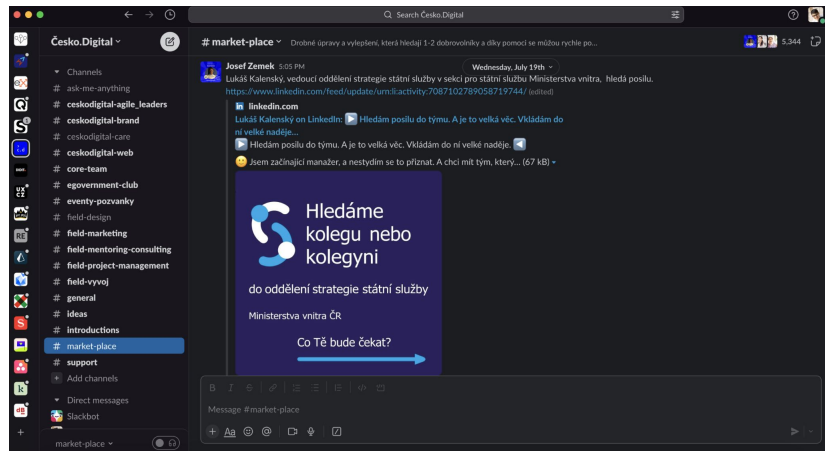 Search Česko.Digital
Česko.Digital
# market-place
Drobné úpravy a vylepšení, která hledají 1-2 dobrovolníky a díky pomoci se můžou rychle po...
5,344
Channels
# ask-me-anything
# ceskodigital-agile_leaders
# ceskodigital-brand
# ceskodigital-care
# ceskodigital-web
# core-team
# egovernment-club
# eventy-pozvanky
# field-design
# field-marketing
# field-mentoring-consulting
# field-project-management
# field-vyvoj
# general
# ideas
# introductions
# market-place
# support
+ Add channels
Direct messages
Slackbot
market-place
Wednesday, July 19th
Josef Zemek 5:05 PM
Lukáš Kalenský, vedoucí oddělení strategie státní služby v sekci pro státní službu Ministerstva vnitra, hledá posilu.
https://www.linkedin.com/feed/update/urn:li:activity:7087102789058719744/ (edited)
in linkedin.com
Lukáš Kalenský on LinkedIn: ▶ Hledám posilu do týmu. A je to velká věc. Vkládám do
ní velké naděje...
▶ Hledám posilu do týmu. A je to velká věc. Vkládám do ní velké naděje. ◀
🙂 Jsem začínající manažer, a nestydím se to přiznat. A chci mít tým, který... (67 kB)
Hledáme
kolegu nebo
kolegyni
do oddělení strategie státní služby
Ministerstva vnitra ČR
Co Tě bude čekat?
B I S
Message #market-place
+ Aa @